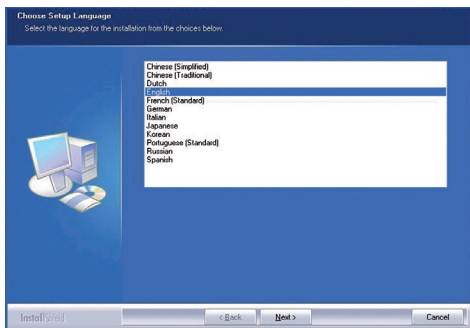 Choose Setup Language
Select the language for the installation from the choices below.
Chinese (Simplified)
Chinese (Traditional)
Dutch
English
French (Standard)
German
Italian
Japanese
Korean
Portuguese (Standard)
Russian
Spanish
InstallShield
< Back
Next >
Cancel